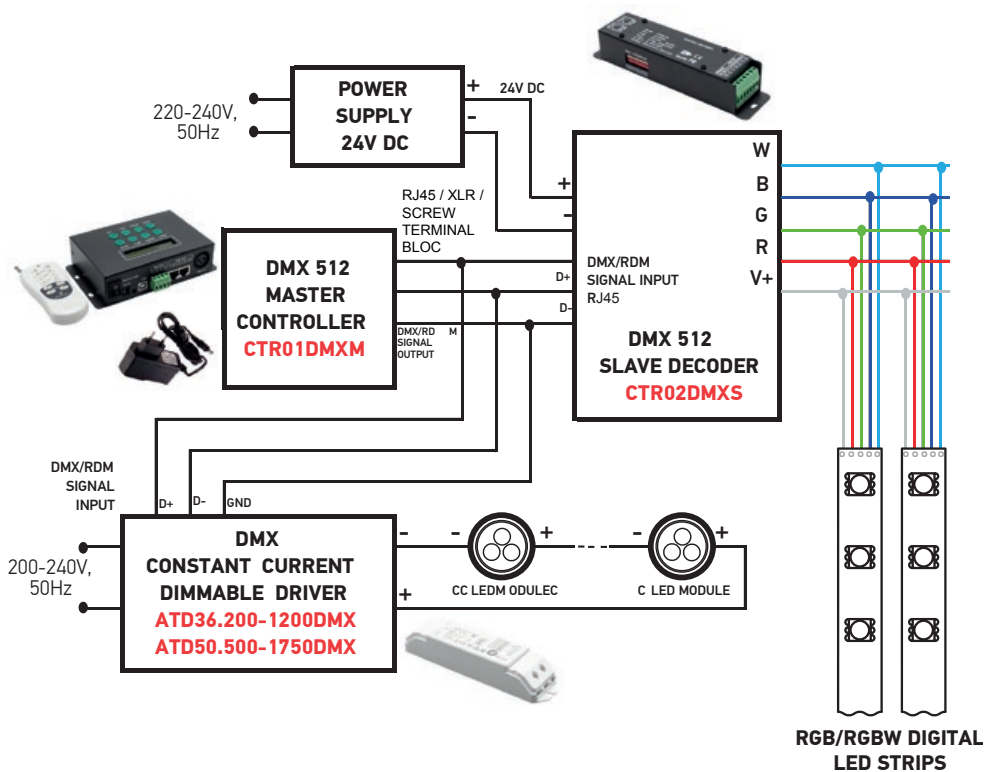 POWER
SUPPLY
24V DC
220-240V,
50Hz
+
-
24V DC
RJ45 / XLR /
SCREW
TERMINAL
BLOC
DMX 512
MASTER
CONTROLLER
CTR01DMXM
DMX/RD M
SIGNAL
OUTPUT
+
-
DMX/RDM
D+
SIGNAL INPUT
RJ45
D-
DMX 512
SLAVE DECODER
CTR02DMXS
W
B
G
R
V+
DMX/RDM
SIGNAL
INPUT
D+
D-
GND
200-240V,
50Hz
DMX
CONSTANT CURRENT
DIMMABLE DRIVER
ATD36.200-1200DMX
ATD50.500-1750DMX
-
+
-
+
-
+
CC LEDM ODULEC
C LED MODULE
RGB/RGBW DIGITAL
LED STRIPS